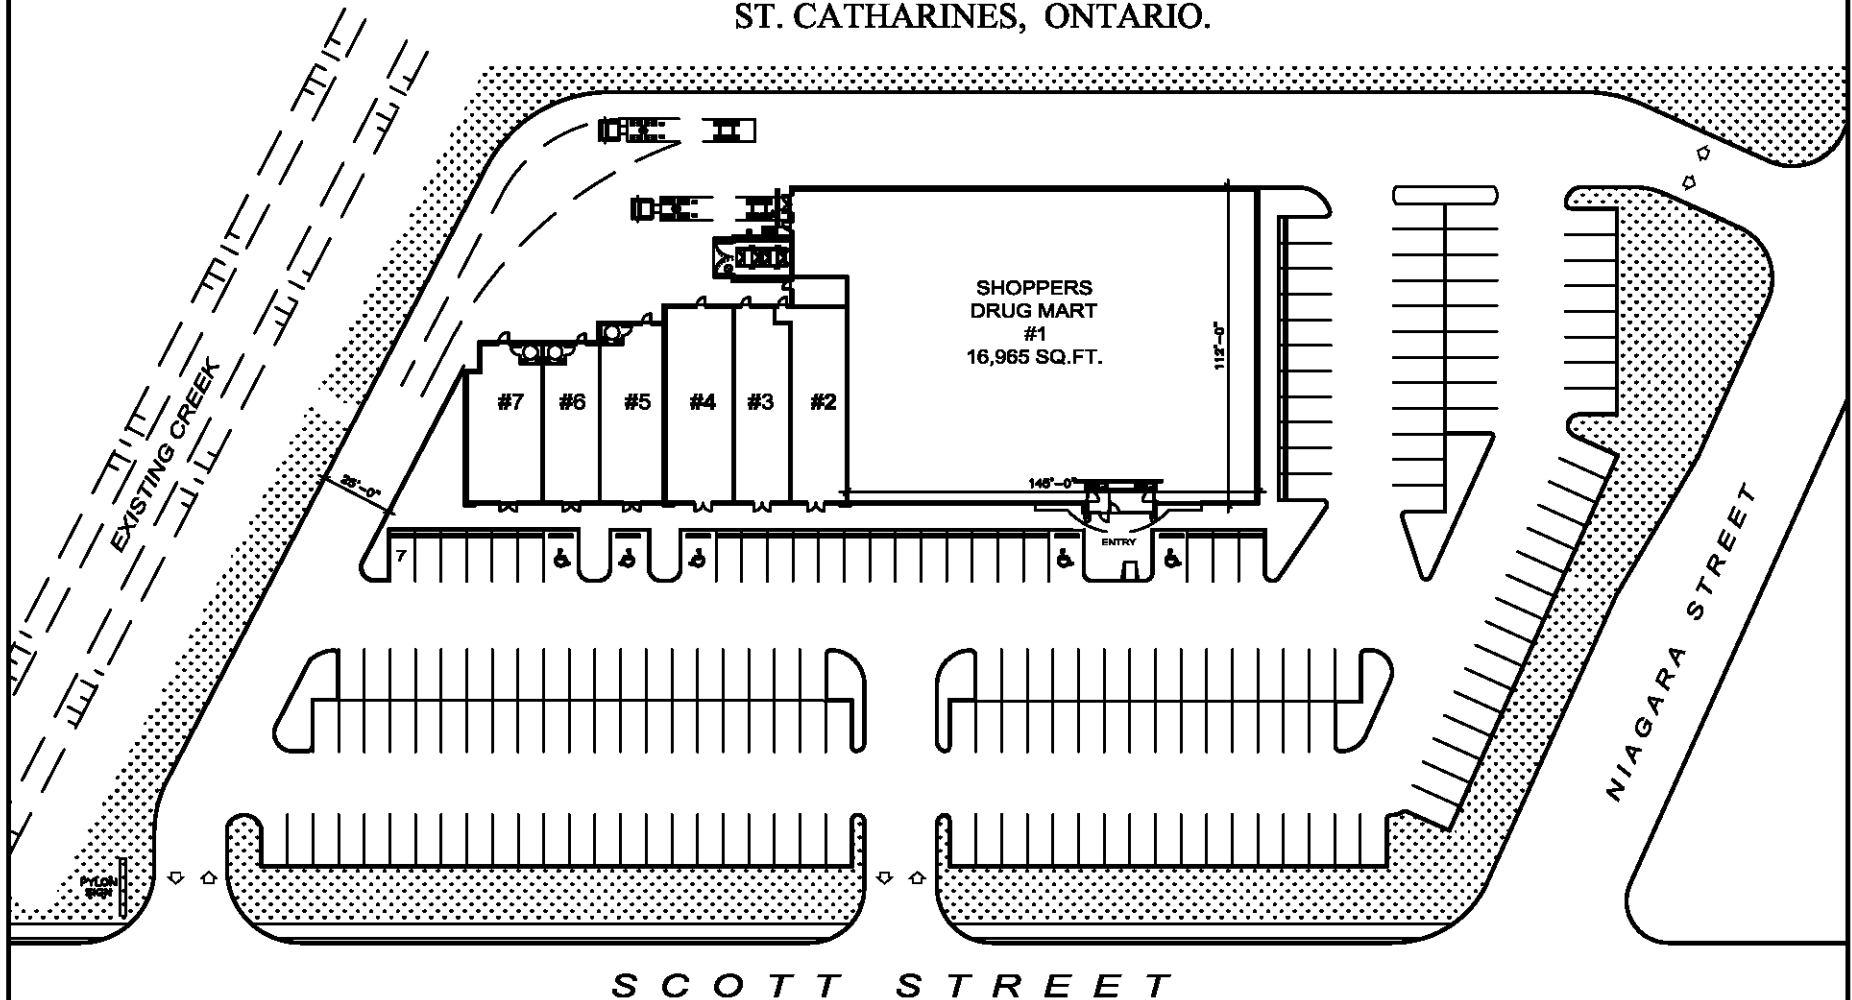 ST. CATHARINES, ONTARIO.
SHOPPERS
DRUG MART
#1
16,965 SQ.FT.
112'-0"
145'-0"
#7
#6
#5
#4
#3
#2
EXISTING CREEK
25'-0"
7
ENTRY
NIAGARA STREET
PYLON
SIGN
SCOTT STREET